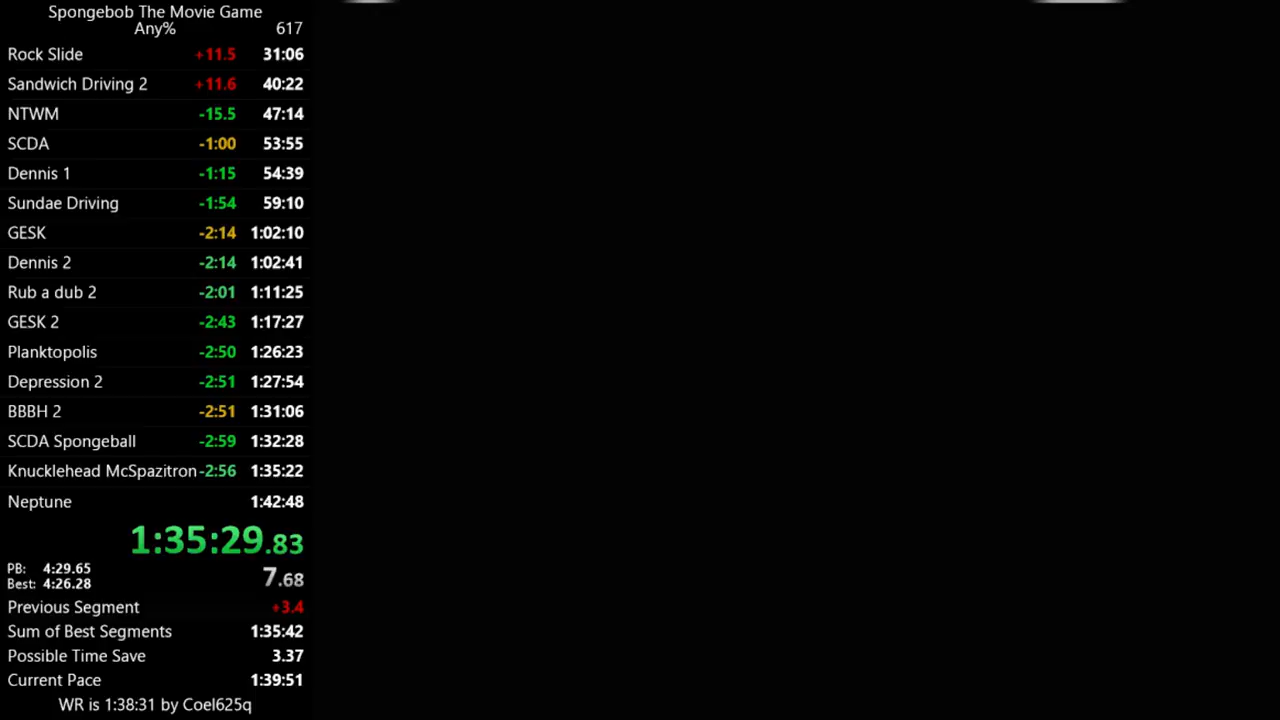 Spongebob The Movie Game
Any% 617
Rock Slide +11.5 31:06
Sandwich Driving 2 +11.6 40:22
NTWM -15.5 47:14
SCDA -1:00 53:55
Dennis 1 -1:15 54:39
Sundae Driving -1:54 59:10
GESK -2:14 1:02:10
Dennis 2 -2:14 1:02:41
Rub a dub 2 -2:01 1:11:25
GESK 2 -2:43 1:17:27
Planktopolis -2:50 1:26:23
Depression 2 -2:51 1:27:54
BBBH 2 -2:51 1:31:06
SCDA Spongeball -2:59 1:32:28
Knucklehead McSpazitron -2:56 1:35:22
Neptune 1:42:48
1:35:29.83
PB: 4:29.65
Best: 4:26.28
7.68
Previous Segment +3.4
Sum of Best Segments 1:35:42
Possible Time Save 3.37
Current Pace 1:39:51
WR is 1:38:31 by Coel625q